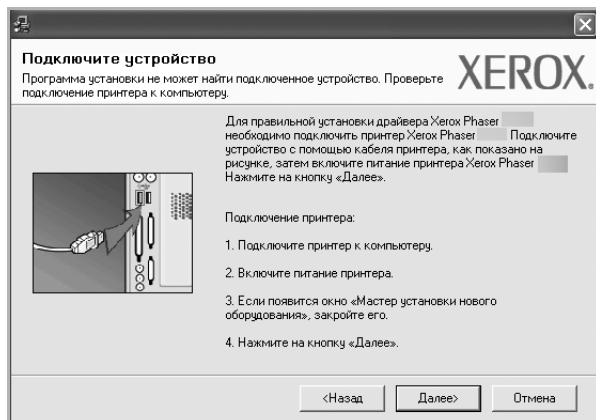 Подключите устройство
Программа установки не может найти подключенное устройство. Проверьте
подключение принтера к компьютеру.
XEROX.
Для правильной установки драйвера Xerox Phaser
необходимо подключить принтер Xerox Phaser Подключите
устройство с помощью кабеля принтера, как показано на
рисунке, затем включите питание принтера Xerox Phaser
Нажмите на кнопку «Далее».
Подключение принтера:
1. Подключите принтер к компьютеру.
2. Включите питание принтера.
3. Если появится окно «Мастер установки нового
оборудования», закройте его.
4. Нажмите на кнопку «Далее».
<Назад Далее> Отмена